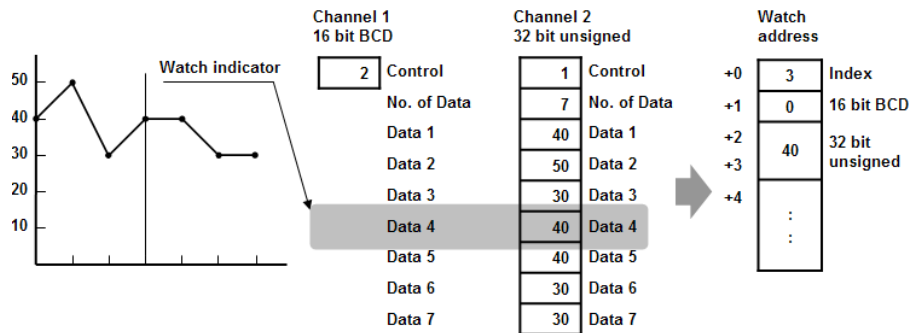 Channel 1
16 bit BCD
Channel 2
32 bit unsigned
Watch
address
Watch indicator
50
40
30
20
10
2 Control
No. of Data
Data 1
Data 2
Data 3
Data 4
Data 5
Data 6
Data 7
1 Control
7 No. of Data
40 Data 1
50 Data 2
30 Data 3
40 Data 4
40 Data 5
30 Data 6
30 Data 7
+0 3 Index
+1 0 16 bit BCD
+2
+3
40
32 bit
unsigned
+4
:
: